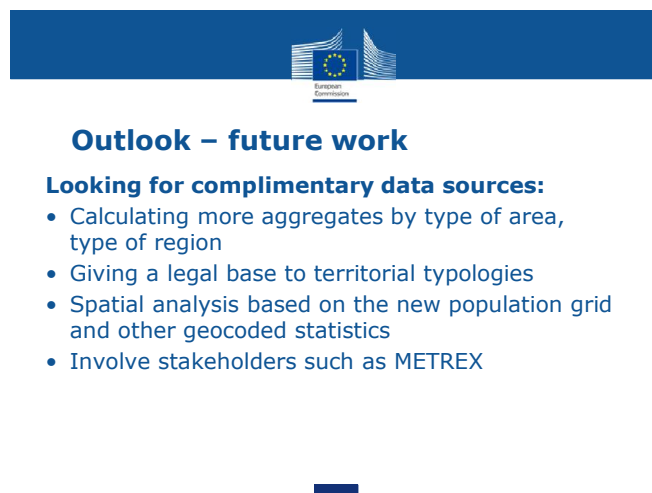 European
Commission
Outlook – future work
Looking for complimentary data sources:
• Calculating more aggregates by type of area,
type of region
• Giving a legal base to territorial typologies
• Spatial analysis based on the new population grid
and other geocoded statistics
• Involve stakeholders such as METREX